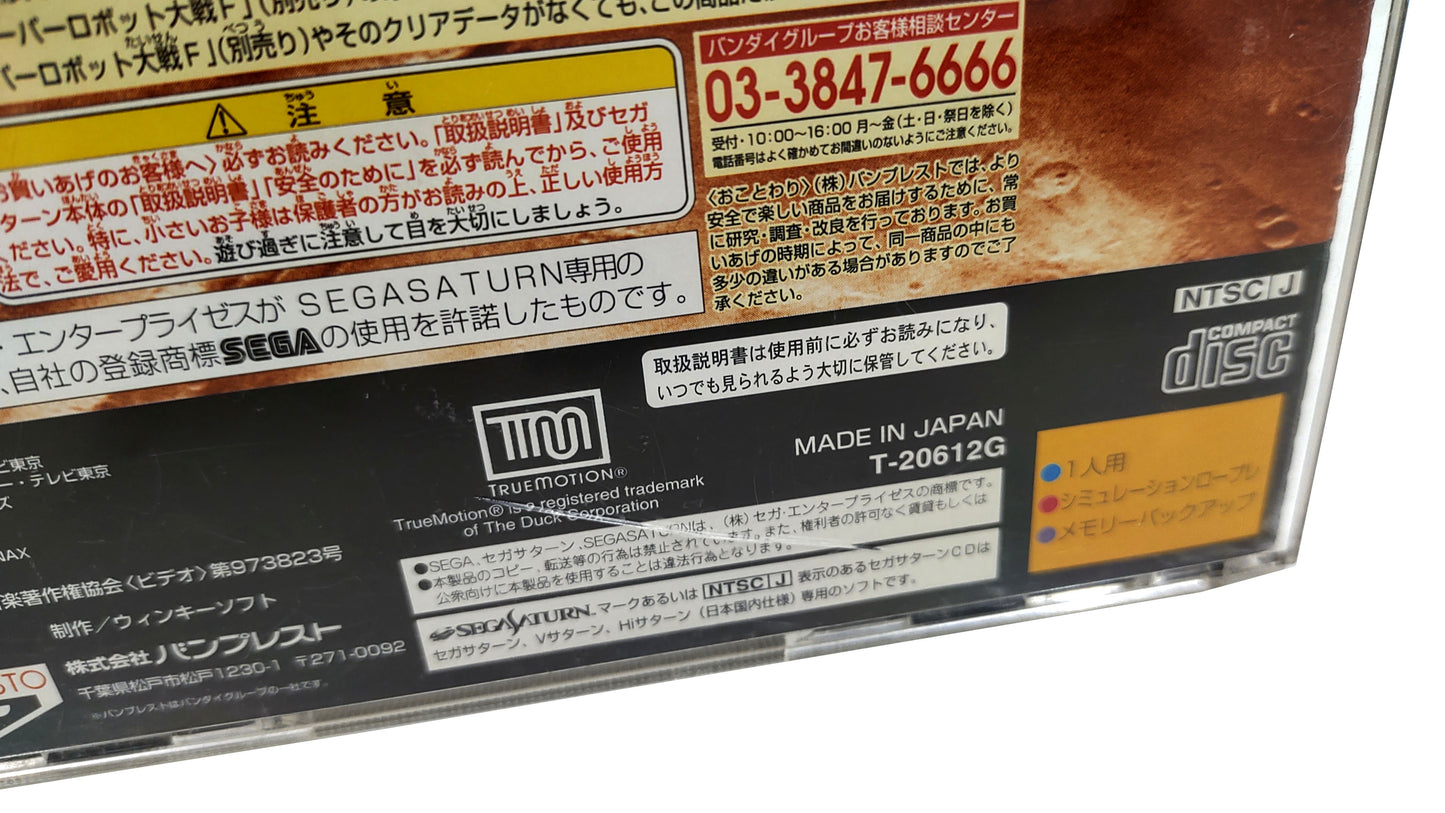 ーパーロボット大戦F」(別売り)
パーロボット大戦F」(別売り)やそのクリアデータがなくても、この商品
注意
お買いあげのお客様へ〉必ずお読みください。「取扱説明書」及びセガ
ターン本体の「取扱説明書」「安全のために」を必ず読んでから、ご使用
ください。特に、小さいお子様は保護者の方がお読みの上、正しい使用方
法で、ご愛用ください。遊び過ぎに注意して目を大切にしましょう。
・エンタープライゼスが SEGASATURN専用の
、自社の登録商標SEGAの使用を許諾したものです。
バンダイグループお客様相談センター
03-3847-6666
受付・10:00〜16:00 月〜金(土・日・祭日を除く)
電話番号はよく確かめてお間違いのないようにご注意ください。
〈おことわり〉(株)バンプレストでは、より
安全で楽しい商品をお届けするために、常
に研究・調査・改良を行っております。お買
いあげの時期によって、同一商品の中にも
多少の違いがある場合がありますのでご了
承ください。
NTSC J
COMPACT
disc
取扱説明書は使用前に必ずお読みになり、
いつでも見られるよう大切に保管してください。
TM
TRUEMOTION®
TrueMotion® is a registered trademark
of The Duck Corporation
MADE IN JAPAN
T-20612G
●1人用
●シミュレーションロープレ
●メモリーバックアップ
●SEGA、セガサターン、SEGASATURNは、(株)セガ・エンタープライゼスの商標です。
●本製品のコピー、転送等の行為は禁止されています。また、権利者の許可なく賃貸もしくは
公衆向けに本製品を使用することは違法行為となります。
SEGASATURN™マークあるいは NTSC J 表示のあるセガサターンCDは
セガサターン、Vサターン、Hiサターン(日本国内仕様)専用のソフトです。
ビ東京
ニー・テレビ東京
ズ
NAX
楽著作権協会〈ビデオ〉第973823号
制作/ウィンキーソフト
株式会社バンプレスト
千葉県松戸市松戸1230-1 〒271-0092
※バンプレストはバンダイグループの一社です。
STO